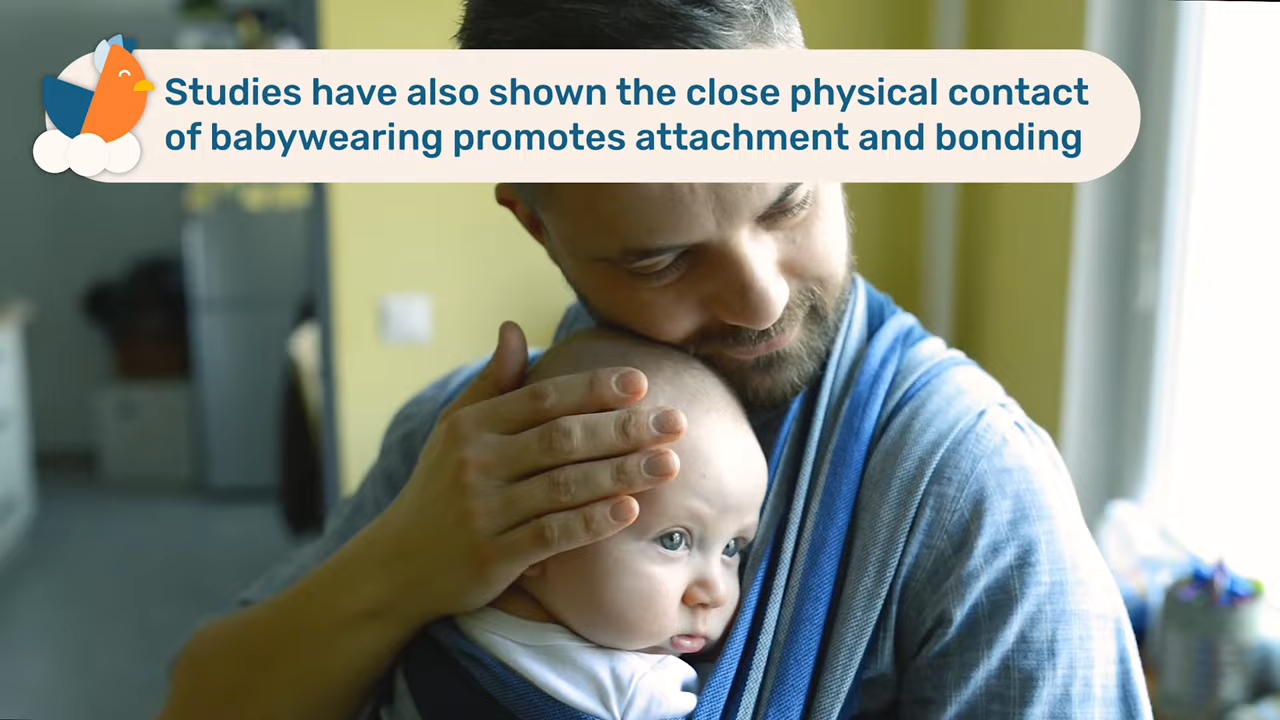 Studies have also shown the close physical contact
of babywearing promotes attachment and bonding